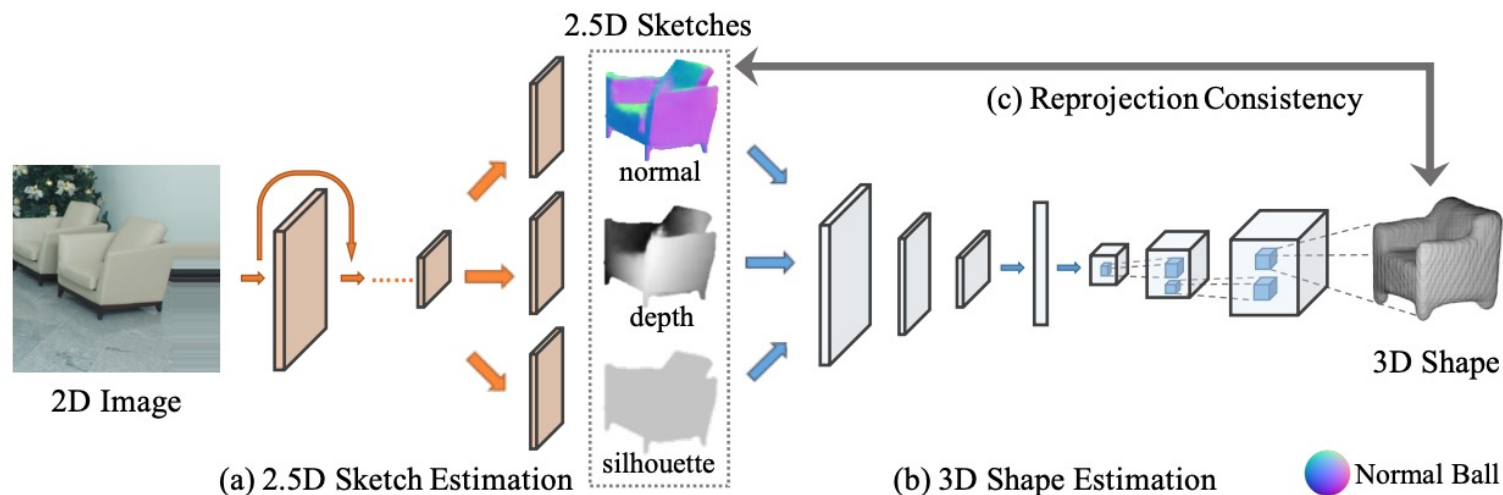 2.5D Sketches
(c) Reprojection Consistency
normal
depth
2D Image
3D Shape
silhouette
(a) 2.5D Sketch Estimation
(b) 3D Shape Estimation
Normal Ball